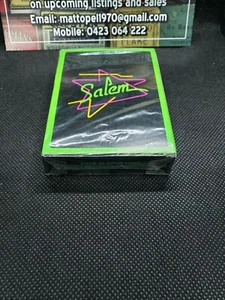 on upcoming listings and sales
Email: mattopell970@gmail.com
Mobile: 0423 064 222
Salem